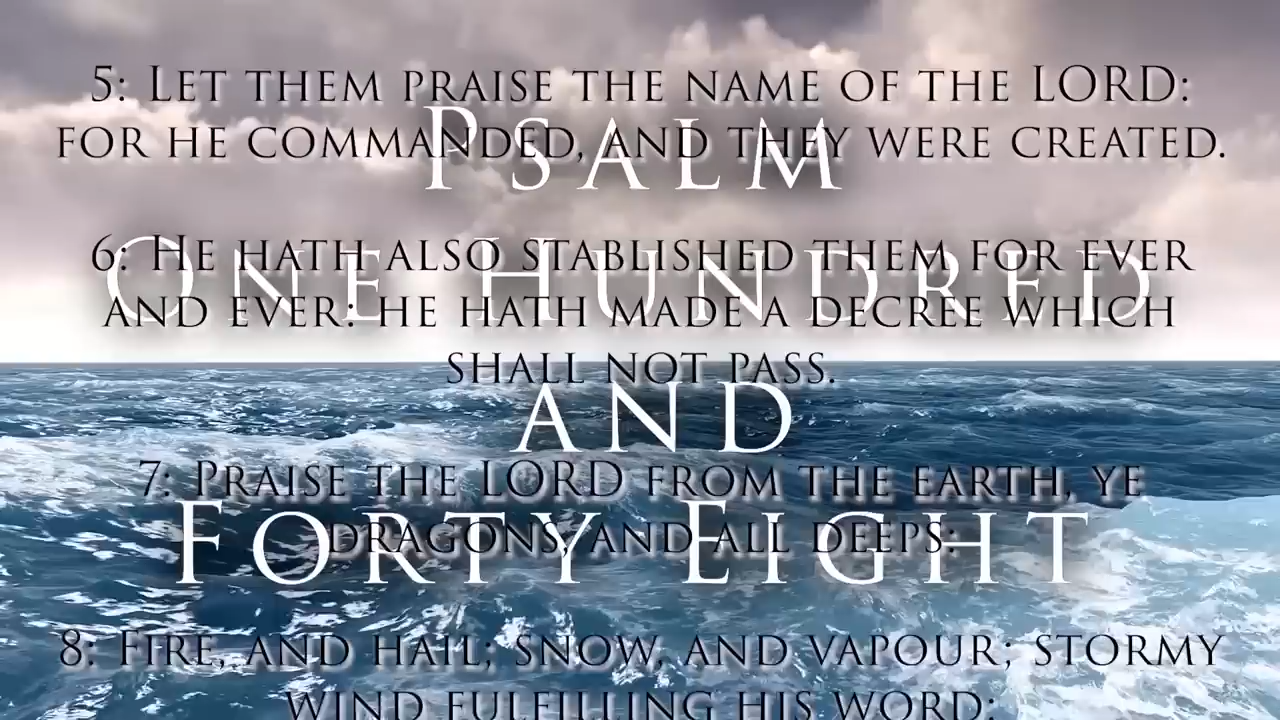 5: Let them praise the name of the LORD:
for he commanded, and they were created.
Psalm
6: He hath also stablished them for ever
One Hundred
and ever: he hath made a decree which
shall not pass.
and
7: Praise the LORD from the earth, ye
Forty Eight
dragons, and all deeps:
8: Fire, and hail; snow, and vapour; stormy
wind fulfilling his word: